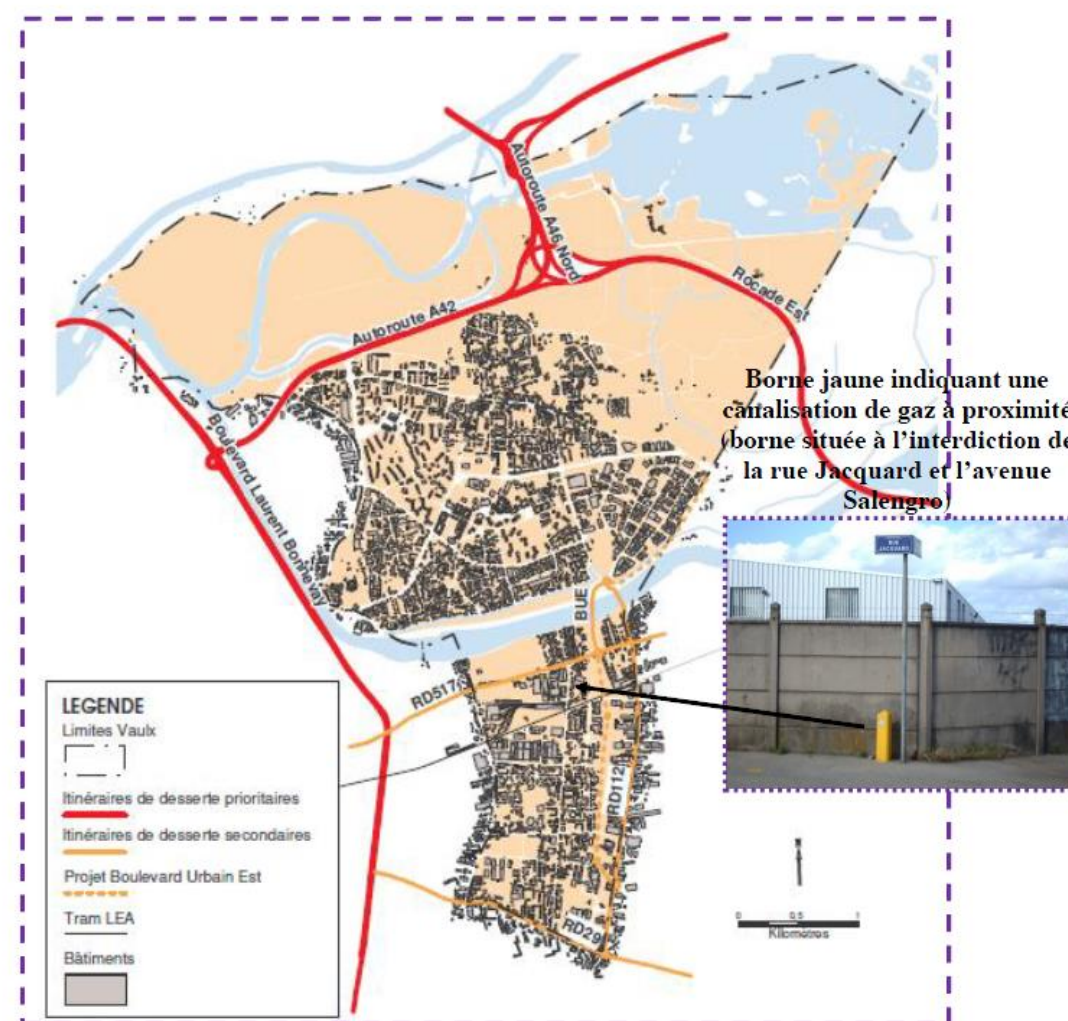 Autoroute A46 Nord
Rocade Est
Autoroute A42
Boulevard Laurent Bonnevay
Borne jaune indiquant une
canalisation de gaz à proximité
(borne située à l'interdiction de
la rue Jacquard et l'avenue
Salengro)
RUE
JACQUARD
BUE
RD517
RD112
RD29
LEGENDE
Limites Vaulx
Itinéraires de desserte prioritaires
Itinéraires de desserte secondaires
Projet Boulevard Urbain Est
Tram LEA
Bâtiments
N
0 0,5 1
Kilomètres